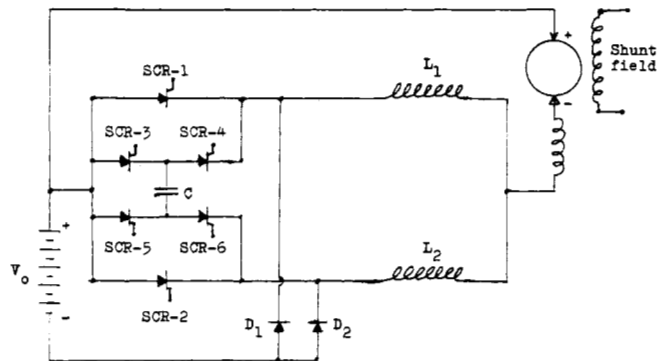 +
Shunt
field
-
L1
SCR-1
SCR-3
SCR-4
C
SCR-5
SCR-6
SCR-2
L2
+
Vo
-
D1
D2